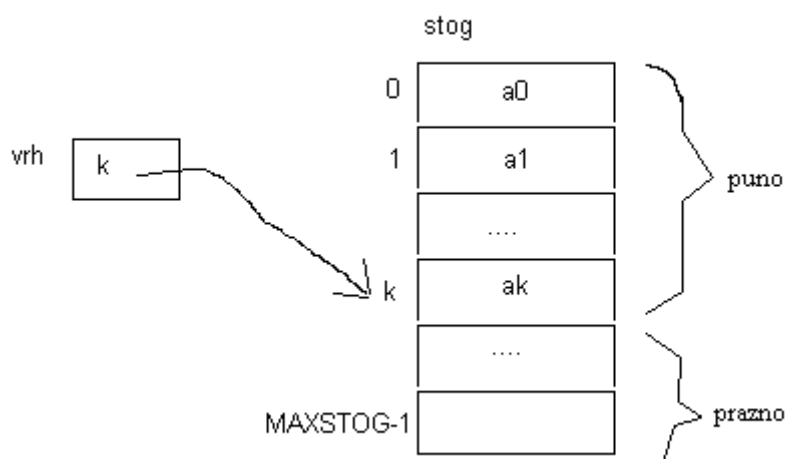 stog
0 a0
vrh k 1 a1
puno
....
k ak
....
prazno
MAXSTOG-1